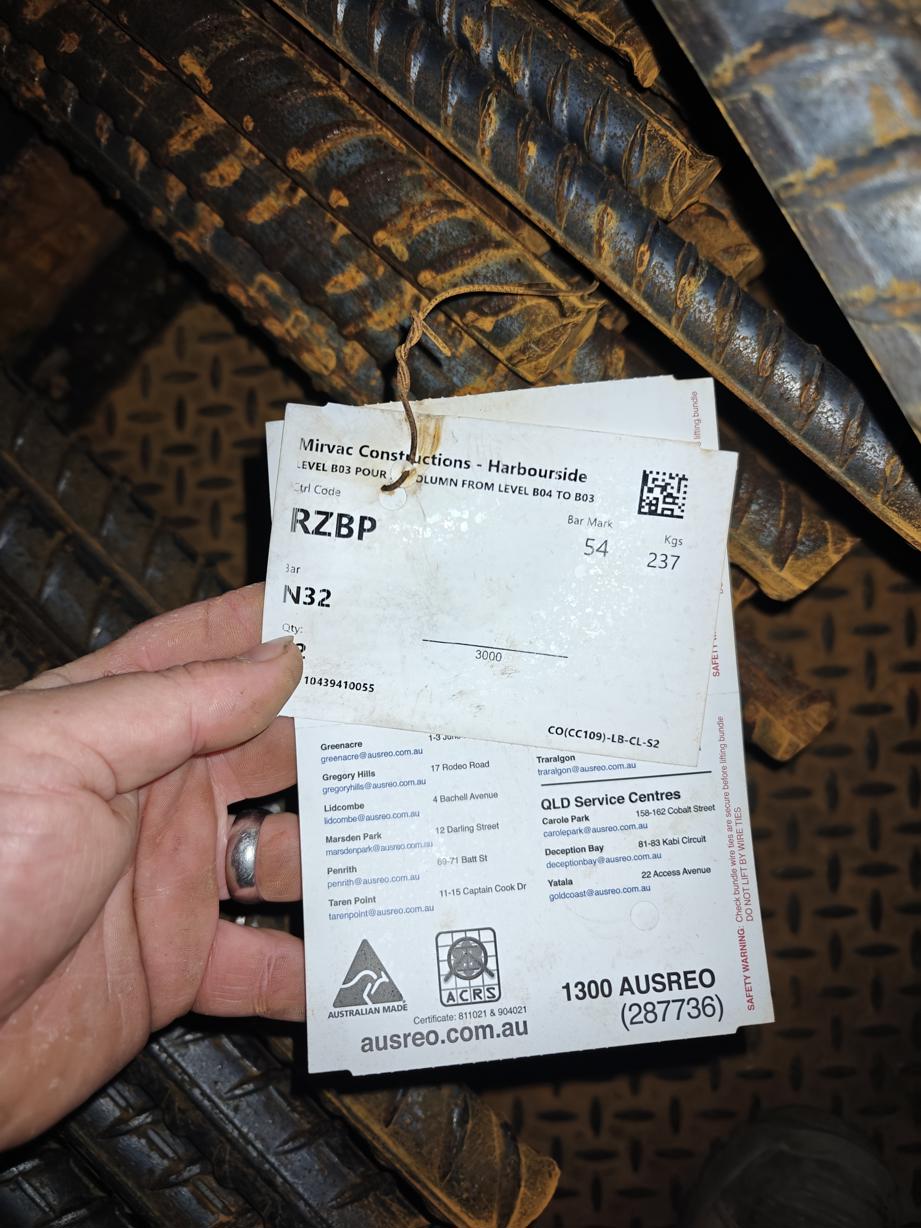 Mirvac Constructions - Harbourside
LEVEL B03 POUR COLUMN FROM LEVEL B04 TO B03
Ctrl Code
RZBP
Bar Mark
54
Kgs
237
Bar
N32
Qty:
3000
10439410055
CO(CC109)-LB-CL-S2
lifting bundle
Greenacre
greenacre@ausreo.com.au
Gregory Hills 17 Rodeo Road
gregoryhills@ausreo.com.au
Lidcombe 4 Bachell Avenue
lidcombe@ausreo.com.au
Marsden Park 12 Darling Street
marsdenpark@ausreo.com.au
Penrith 69-71 Batt St
penrith@ausreo.com.au
Taren Point 11-15 Captain Cook Dr
tarenpoint@ausreo.com.au
Traralgon
traralgon@ausreo.com.au
QLD Service Centres
Carole Park 158-162 Cobalt Street
carolepark@ausreo.com.au
Deception Bay 81-83 Kabi Circuit
deceptionbay@ausreo.com.au
Yatala 22 Access Avenue
goldcoast@ausreo.com.au
AUSTRALIAN MADE
ACRS
Certificate: 811021 & 904021
ausreo.com.au
1300 AUSREO
(287736)
SAFETY WARNING: Check bundle wire ties are secure before lifting bundle
DO NOT LIFT BY WIRE TIES